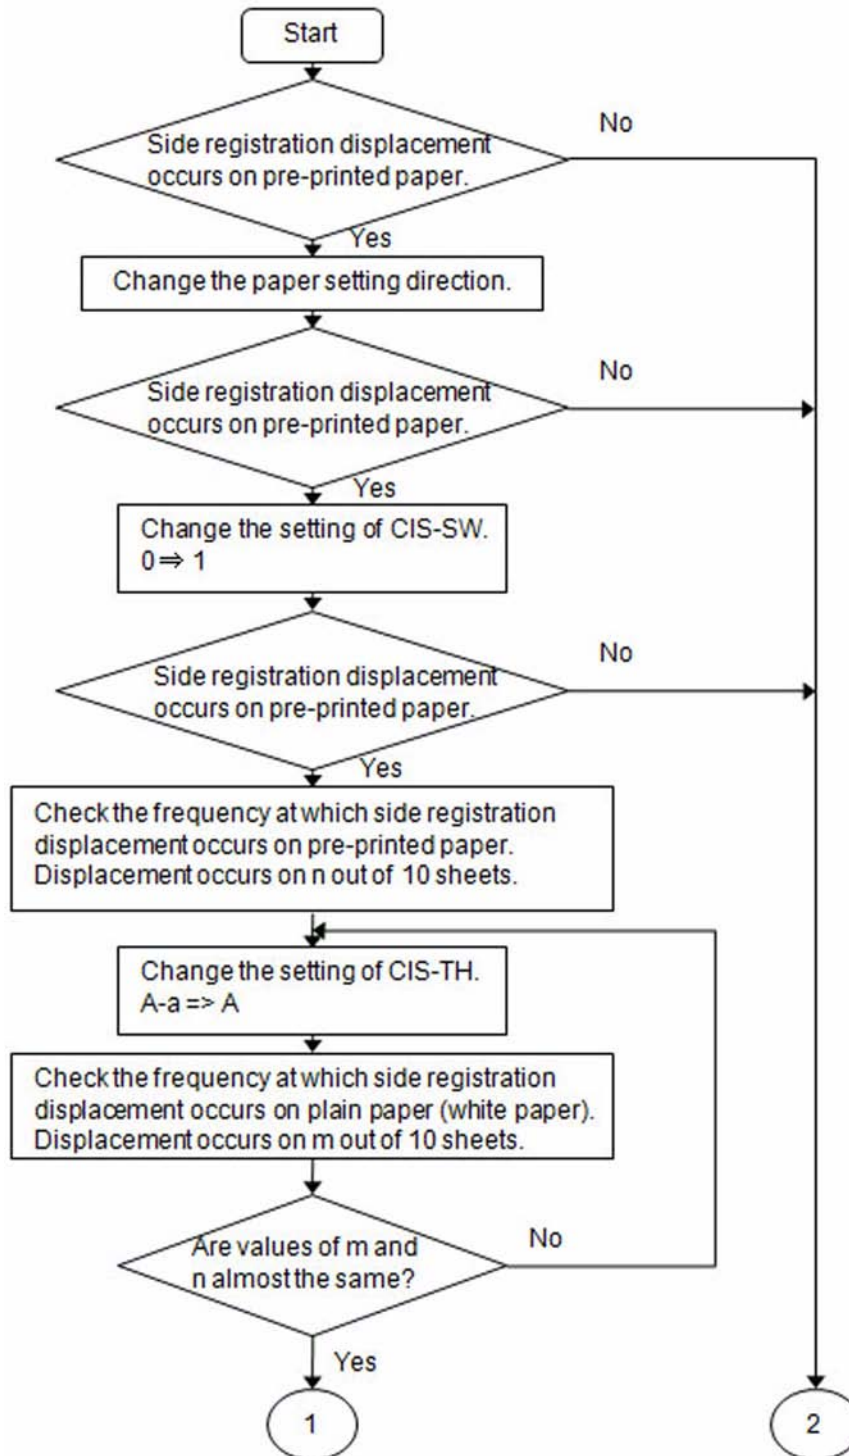 Start
Side registration displacement
occurs on pre-printed paper.
No
Yes
Change the paper setting direction.
Side registration displacement
occurs on pre-printed paper.
No
Yes
Change the setting of CIS-SW.
0⇒ 1
Side registration displacement
occurs on pre-printed paper.
No
Yes
Check the frequency at which side registration
displacement occurs on pre-printed paper.
Displacement occurs on n out of 10 sheets.
Change the setting of CIS-TH.
A-a => A
Check the frequency at which side registration
displacement occurs on plain paper (white paper).
Displacement occurs on m out of 10 sheets.
Are values of m and
n almost the same?
No
Yes
1
2